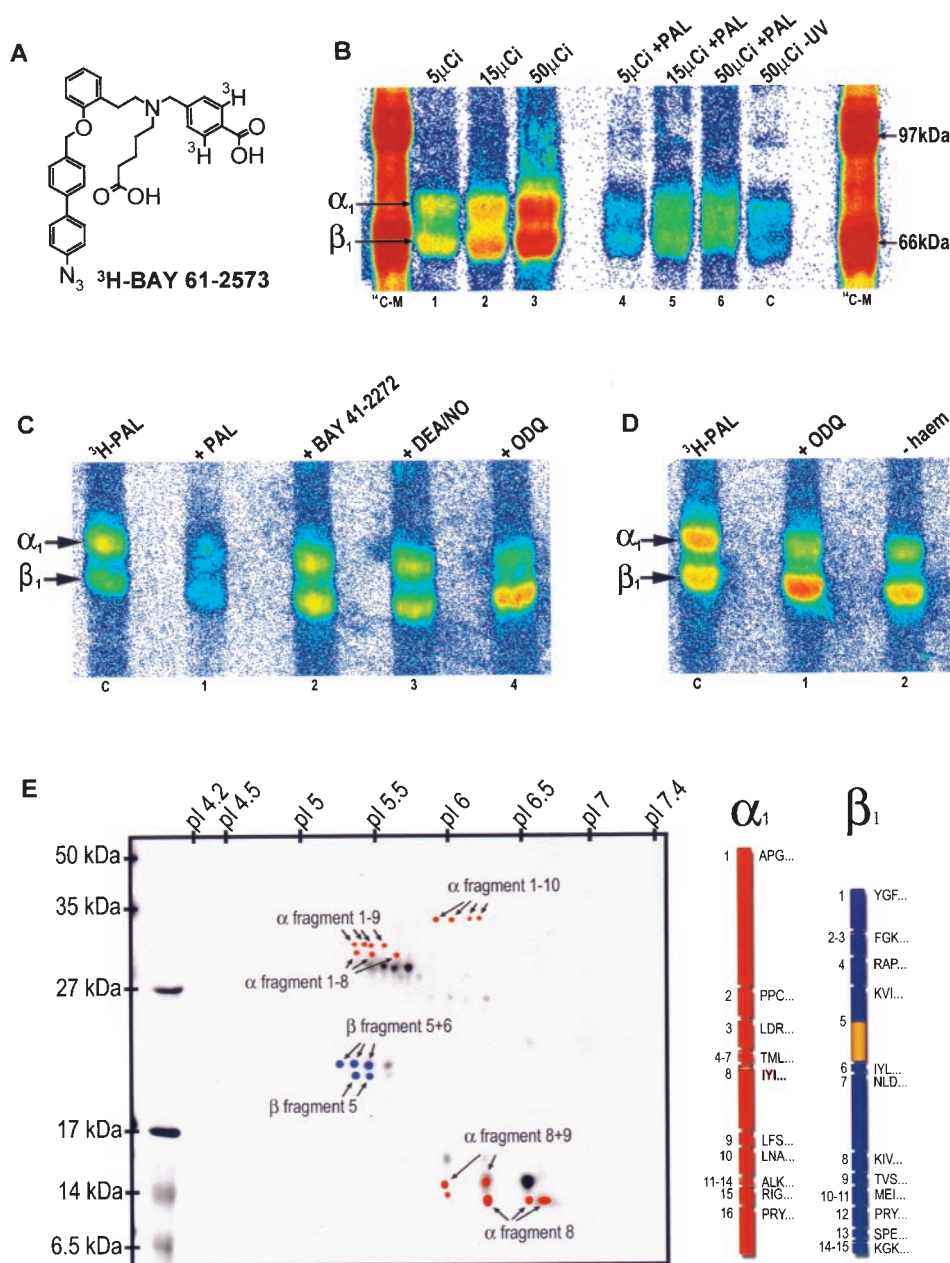 A
³H
O
N
O
³H
OH
O
OH
N₃
³H-BAY 61-2573
B
5µCi
15µCi
50µCi
5µCi +PAL
15µCi +PAL
50µCi +PAL
50µCi -UV
α₁
β₁
97kDa
66kDa
¹⁴C-M
1
2
3
4
5
6
C
¹⁴C-M
C
³H-PAL
+ PAL
+ BAY 41-2272
+ DEA/NO
+ ODQ
α₁
β₁
C
1
2
3
4
D
³H-PAL
+ ODQ
- haem
α₁
β₁
C
1
2
E
pI 4.2
pI 4.5
pI 5
pI 5.5
pI 6
pI 6.5
pI 7
pI 7.4
50 kDa
35 kDa
27 kDa
17 kDa
14 kDa
6.5 kDa
α fragment 1-10
α fragment 1-9
α fragment 1-8
β fragment 5+6
β fragment 5
α fragment 8+9
α fragment 8
α₁
1 APG...
2 PPC...
3 LDR...
4-7 TML...
8 IYI...
9 LFS...
10 LNA...
11-14 ALK...
15 RIG...
16 PRY...
β₁
1 YGF...
2-3 FGK...
4 RAP...
KVI...
5
6 IYL...
7 NLD...
8 KIV...
9 TVS...
10-11 MEI...
12 PRY...
13 SPE...
14-15 KGK...